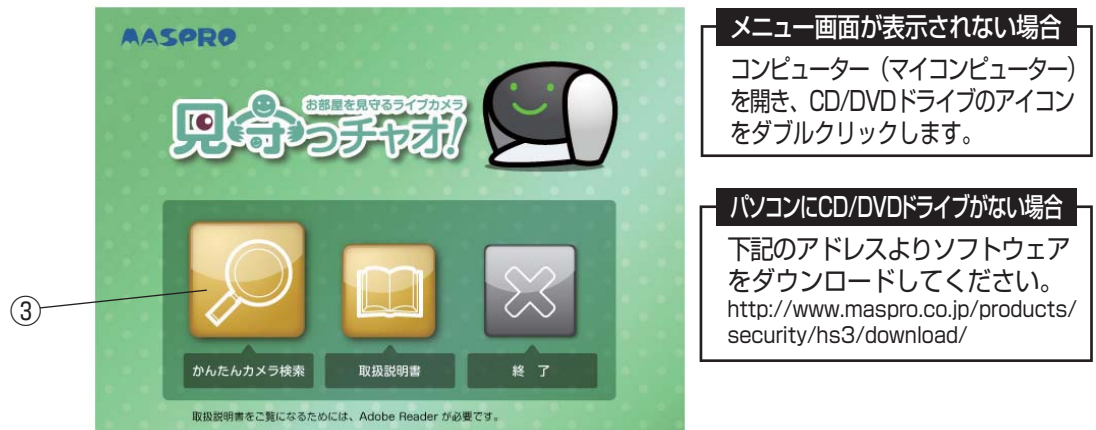 MASPRO
お部屋を見守るライブカメラ
見守っチャオ!
③
かんたんカメラ検索
取扱説明書
終 了
取扱説明書をご覧になるためには、Adobe Reader が必要です。
メニュー画面が表示されない場合
コンピューター（マイコンピューター）
を開き、CD/DVDドライブのアイコン
をダブルクリックします。
パソコンにCD/DVDドライブがない場合
下記のアドレスよりソフトウェア
をダウンロードしてください。
http://www.maspro.co.jp/products/
security/hs3/download/